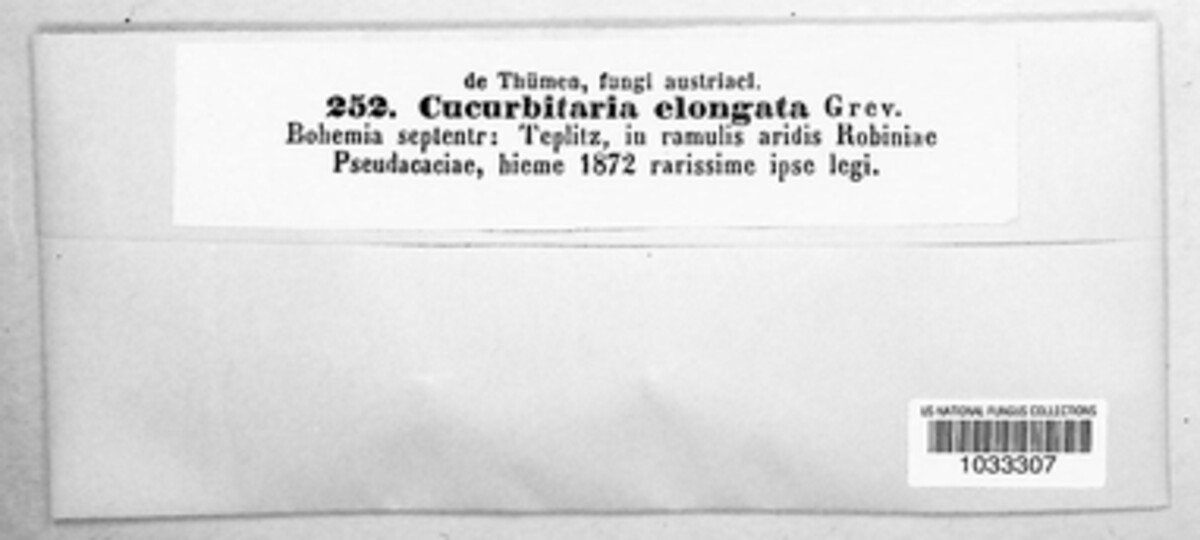 de Thümen, fungi austriaci.
252. Cucurbitaria elongata Grev.
Bohemia septentr: Teplitz, in ramulis aridis Robiniae
Pseudacaciae, hieme 1872 rarissime ipse legi.
US NATIONAL FUNGUS COLLECTIONS
1033307